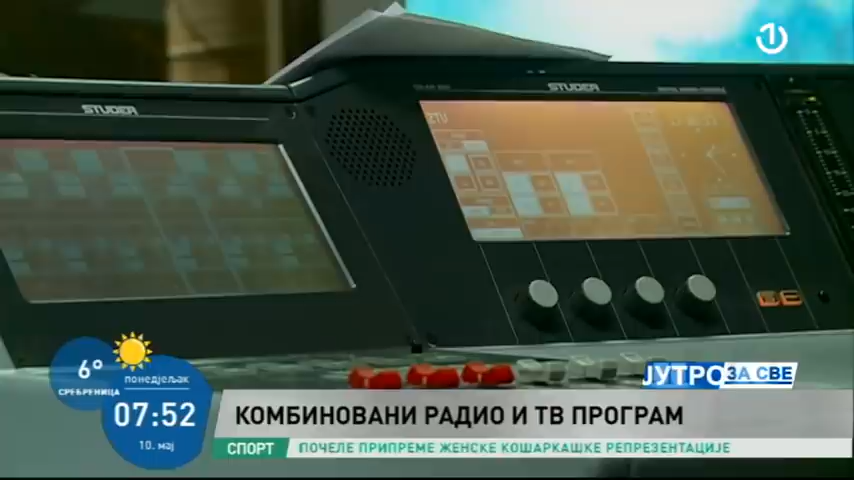 1
STUDER
STUDER
ЈУТРО ЗА СВЕ
6°
СРЕБРЕНИЦА
понедјељак
07:52
10. мај
КОМБИНОВАНИ РАДИО И ТВ ПРОГРАМ
СПОРТ ПОЧЕЛЕ ПРИПРЕМЕ ЖЕНСКЕ КОШАРКАШКЕ РЕПРЕЗЕНТАЦИЈЕ